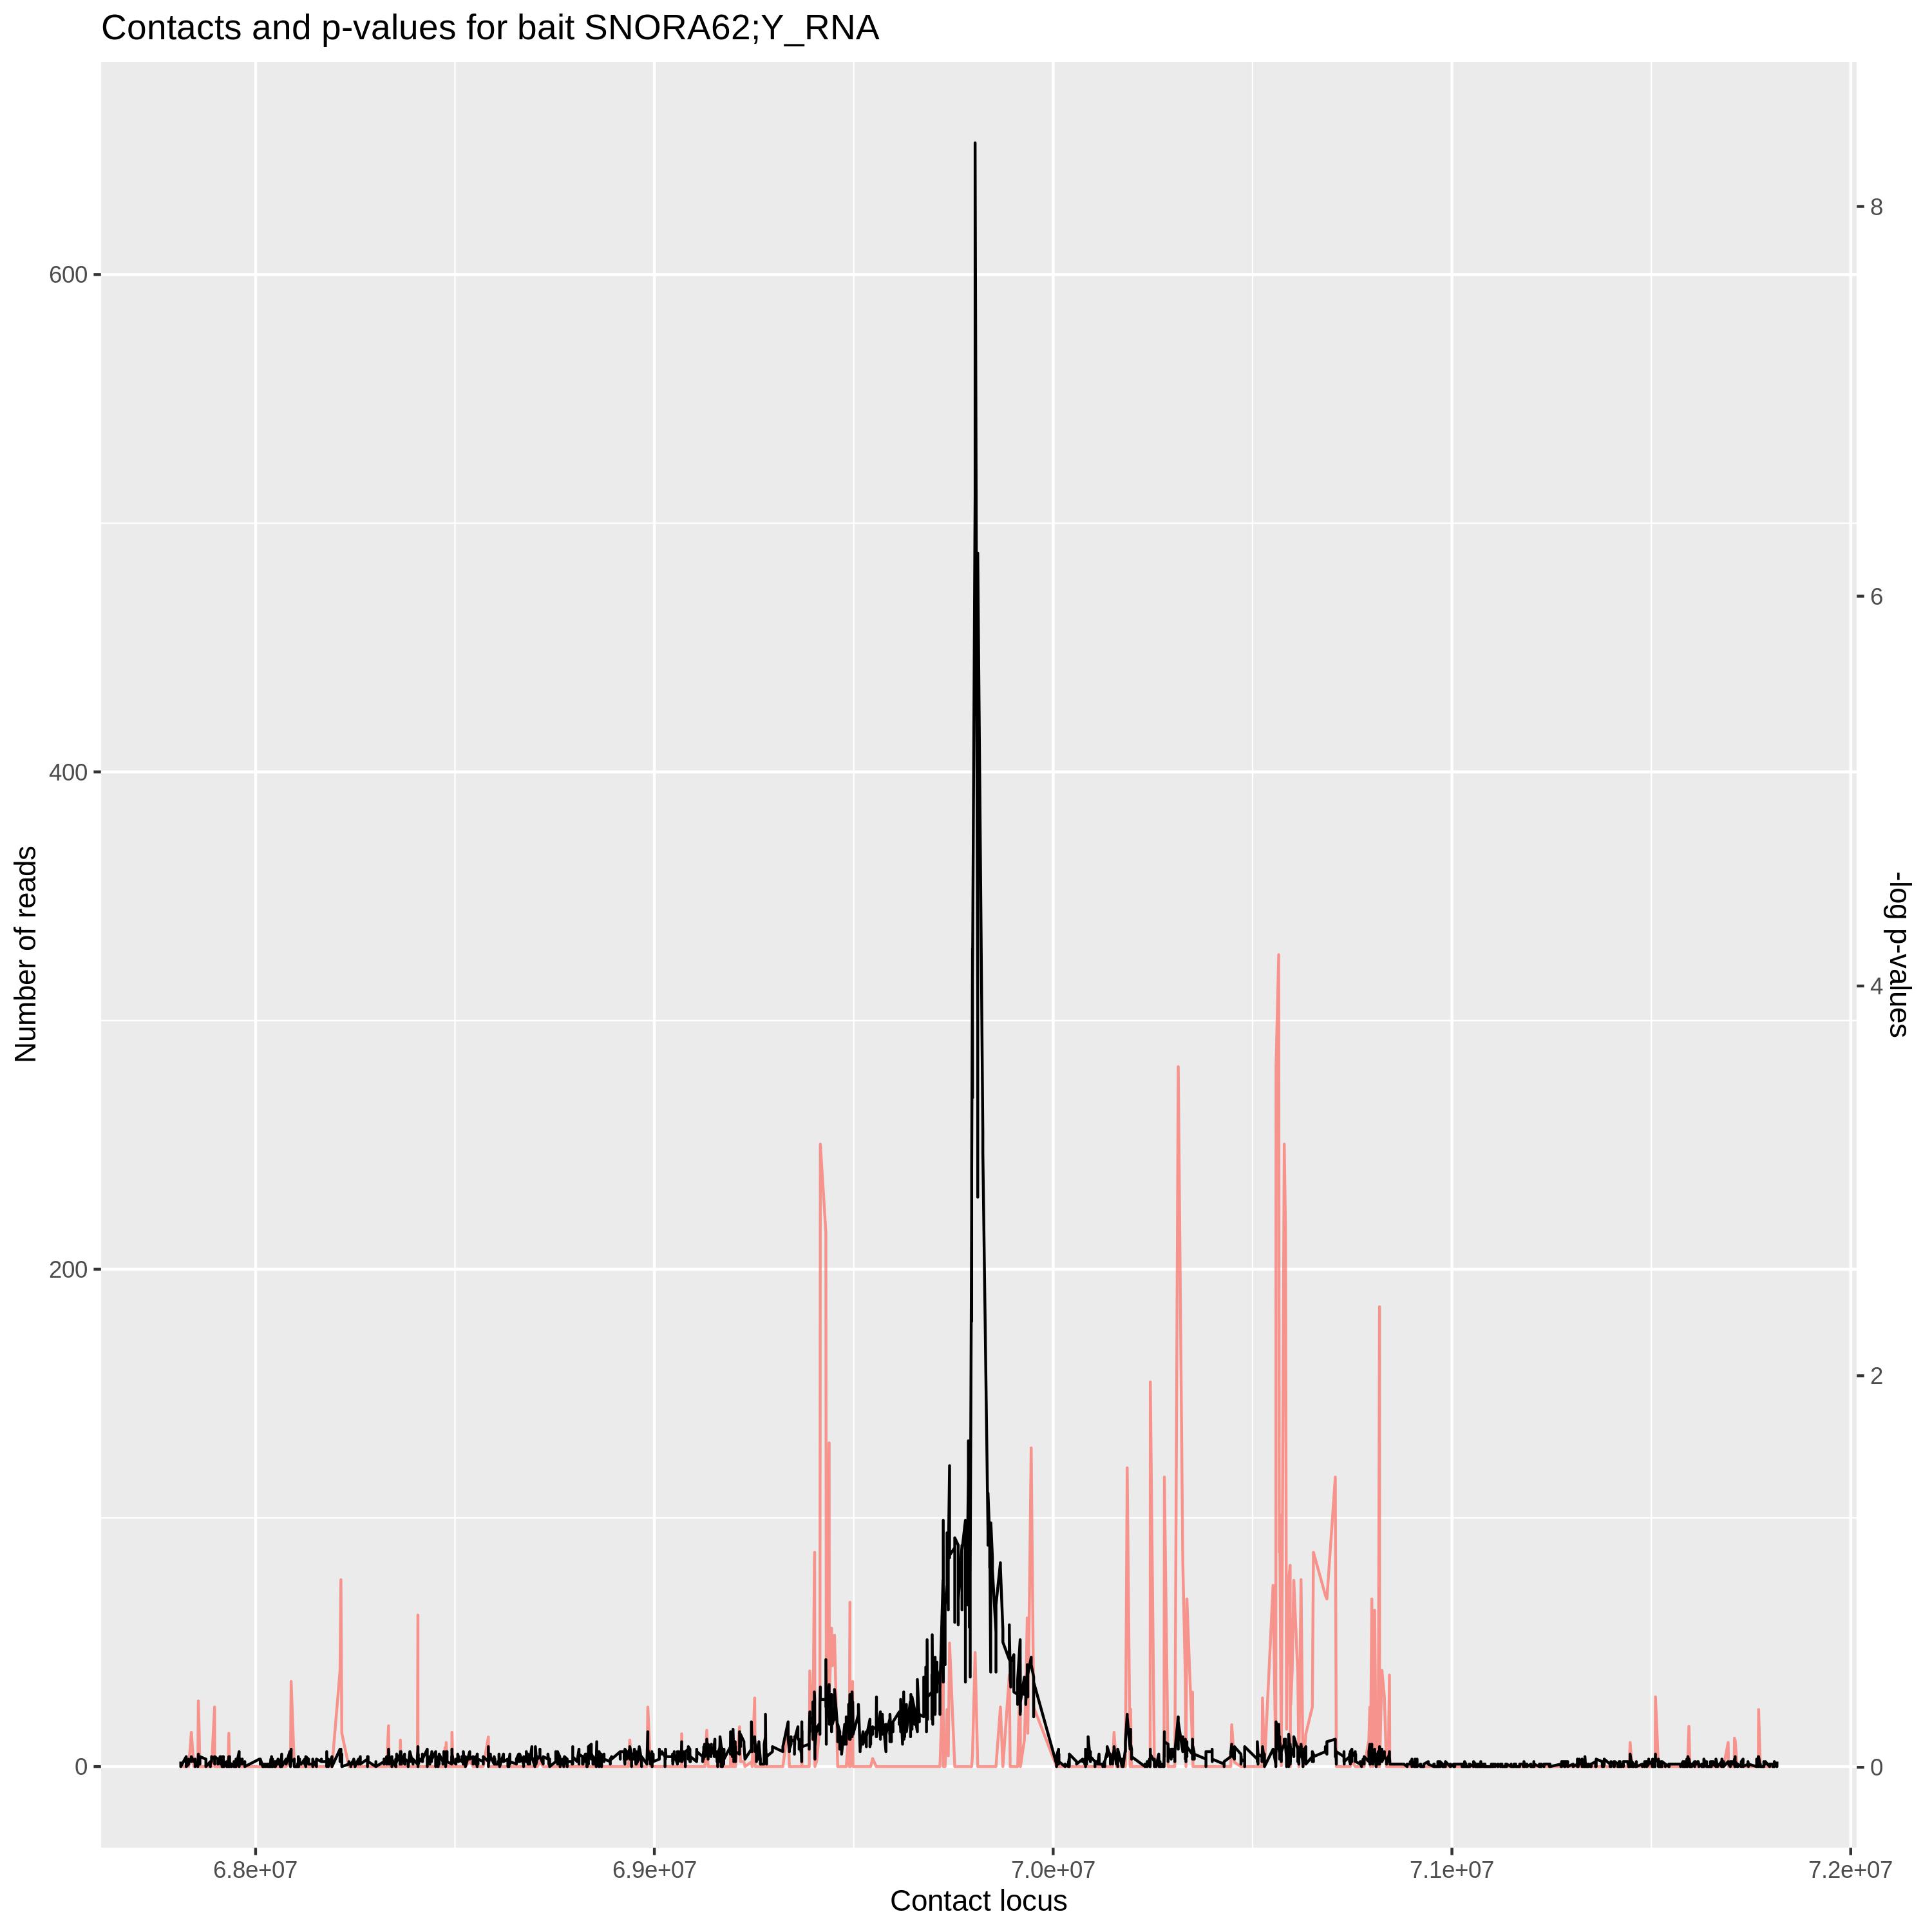 Contacts and p-values for bait SNORA62;Y_RNA
600
400
200
0
8
6
4
2
0
Number of reads
-log p-values
6.8e+07
6.9e+07
7.0e+07
7.1e+07
7.2e+07
Contact locus